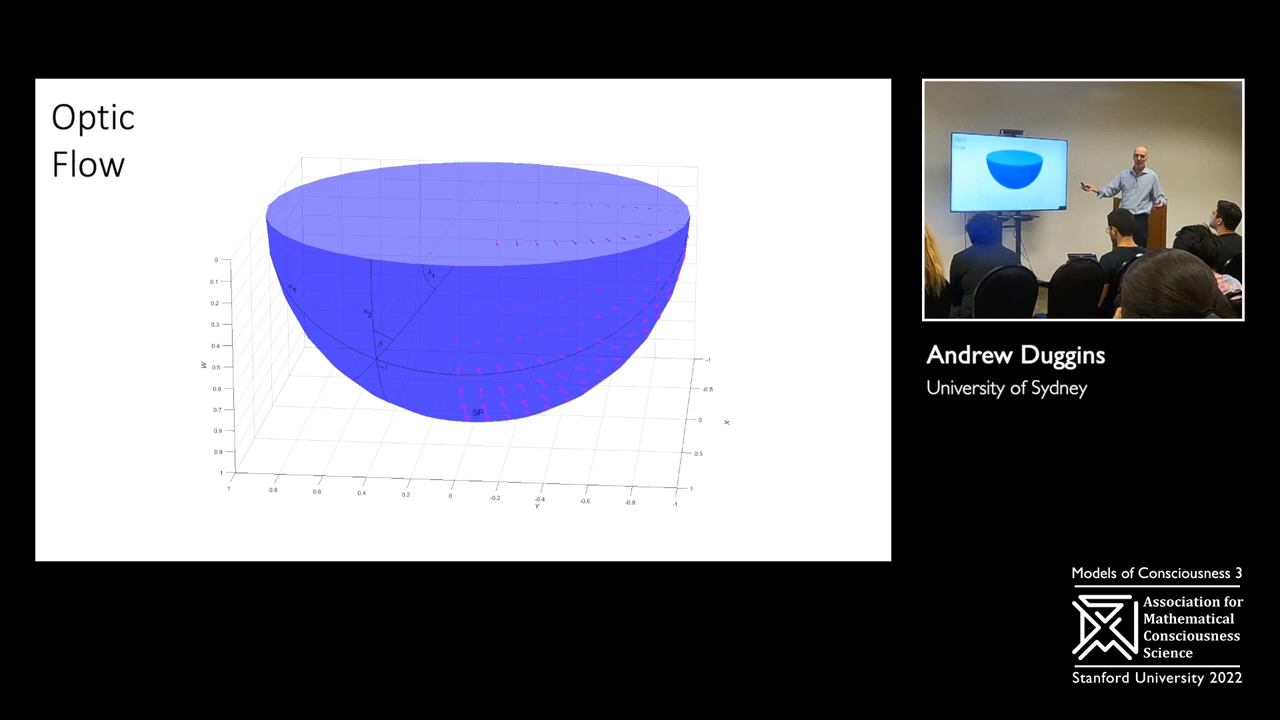 Optic
Flow
0
0.1
0.2
0.3
0.4
0.5
0.6
0.7
0.8
0.9
1
W
SP
1
0.8
0.6
0.4
0.2
0
-0.2
-0.4
-0.6
-0.8
-1
Y
-1
-0.5
0
0.5
1
X
Optic
Flow
Andrew Duggins
University of Sydney
Models of Consciousness 3
Association for
Mathematical
Consciousness
Science
Stanford University 2022